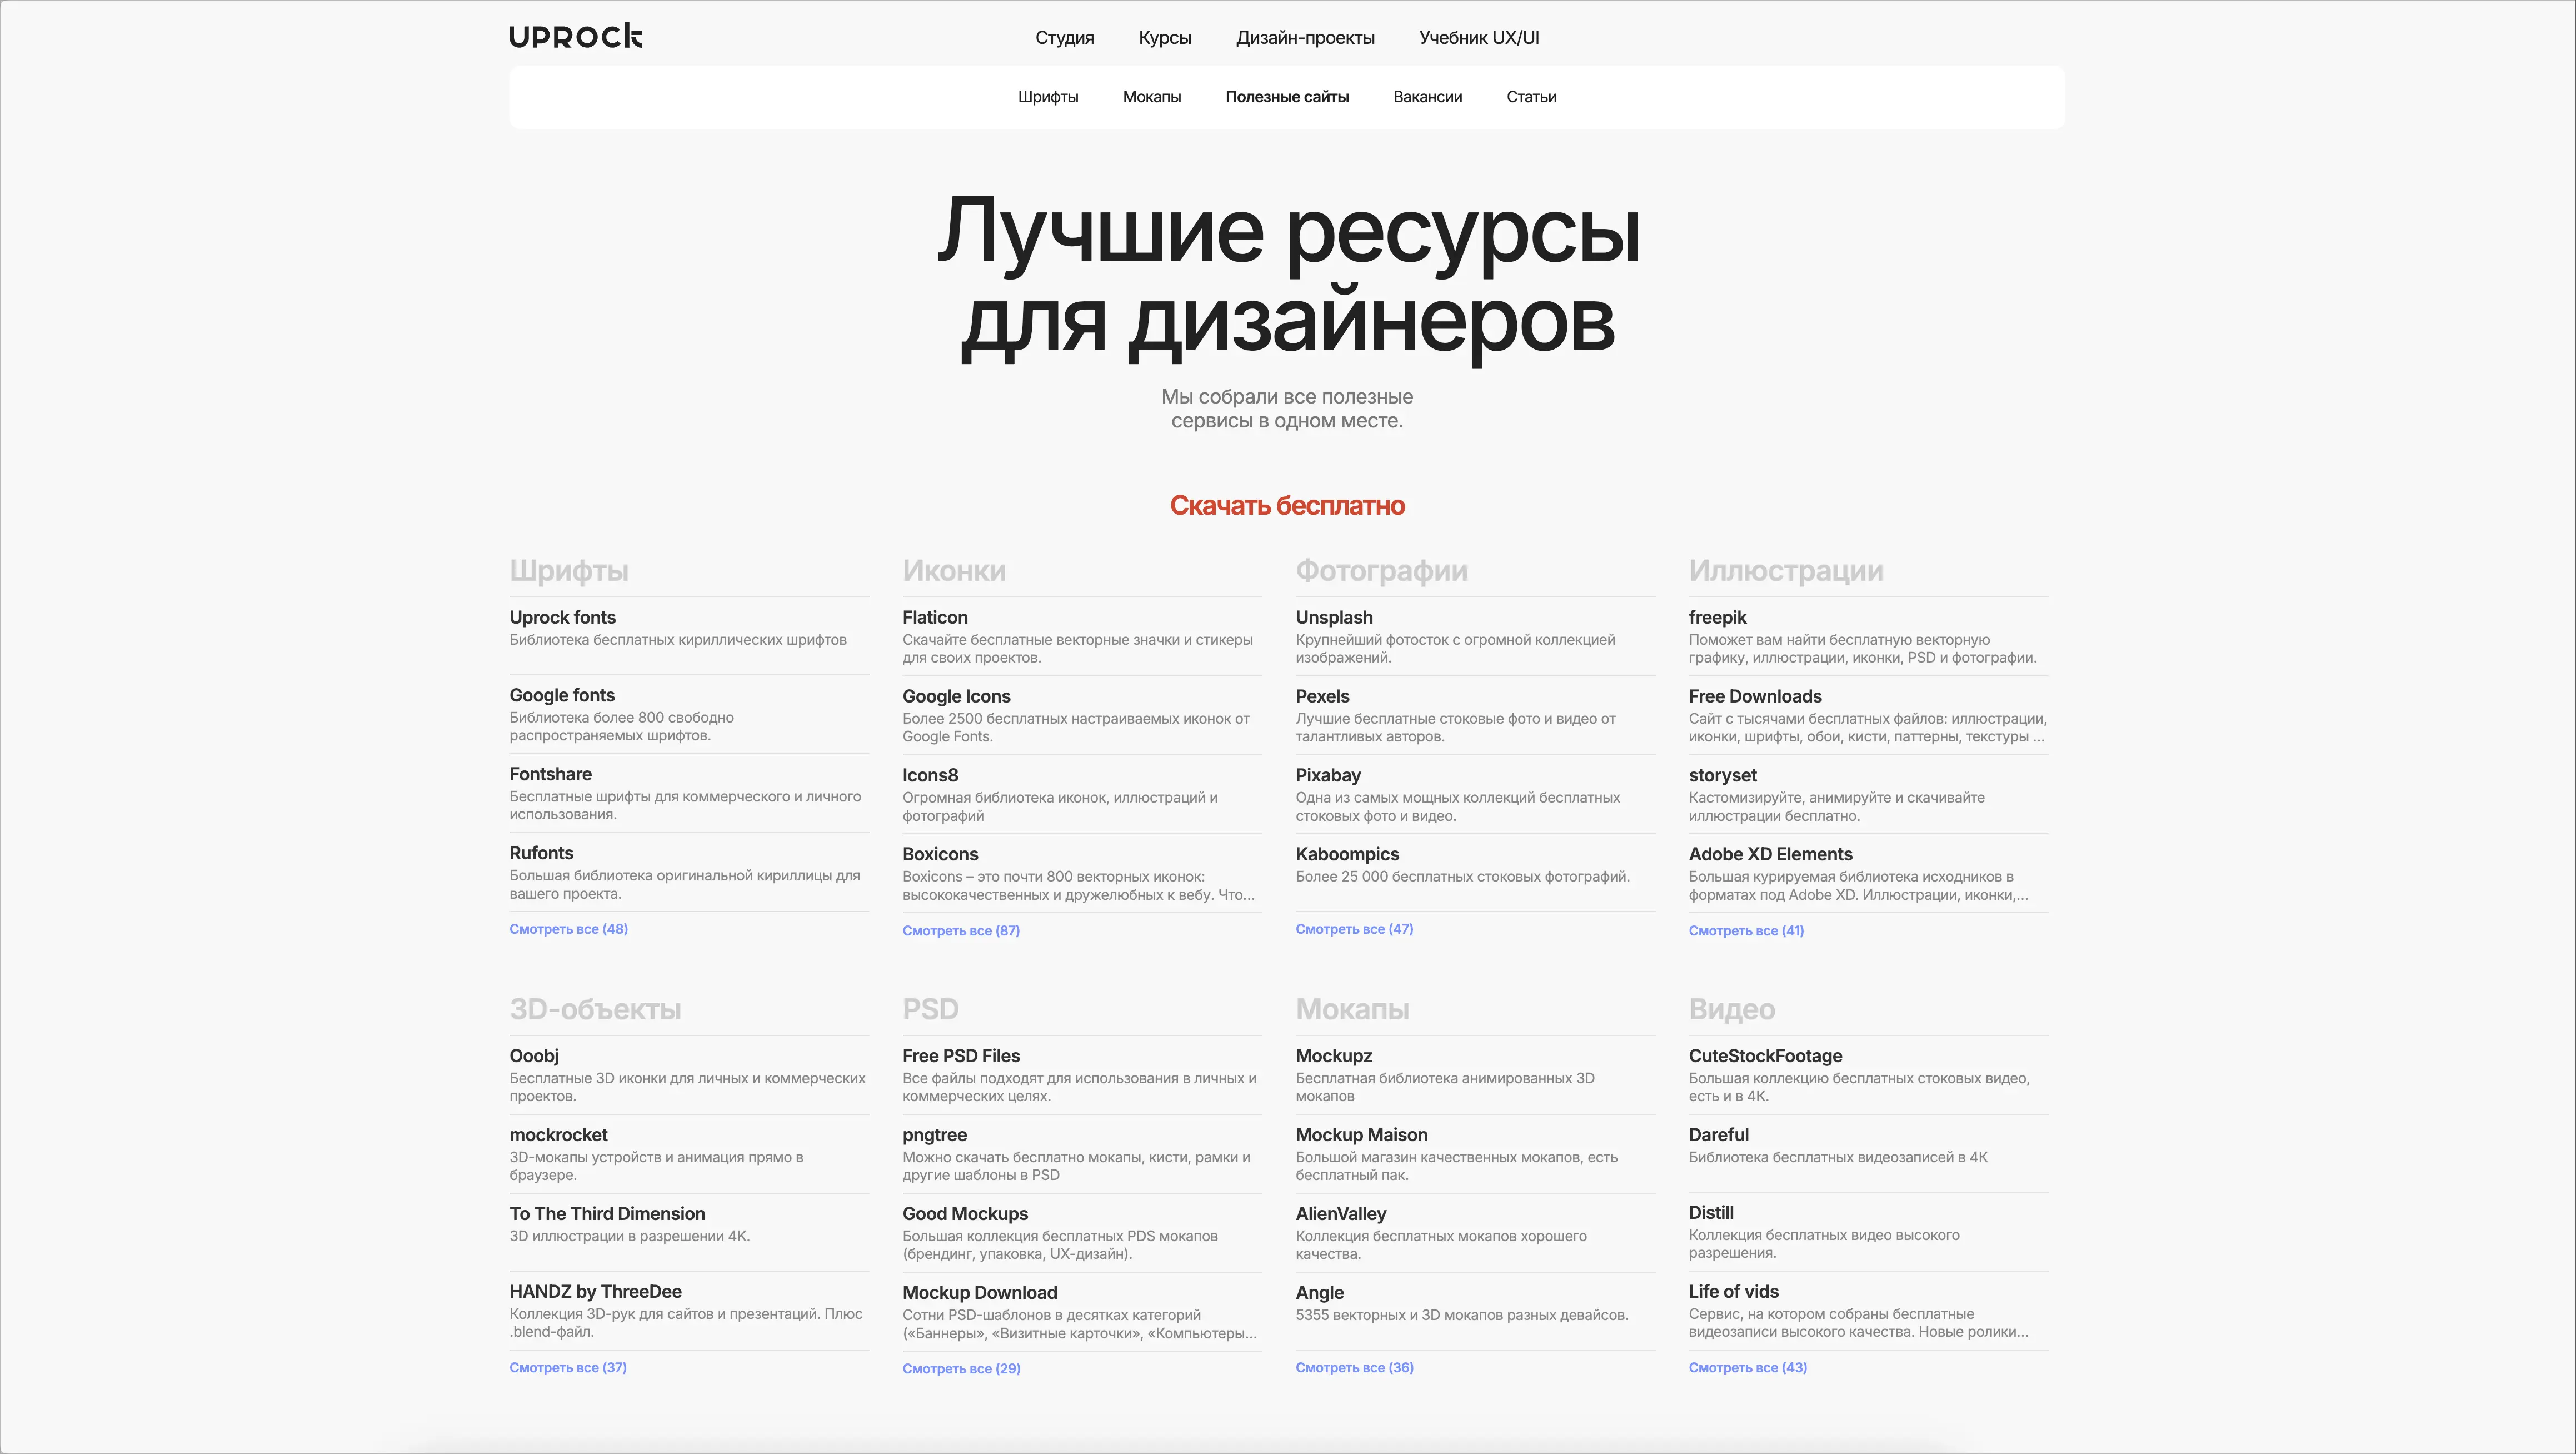 UPROCK
Студия Курсы Дизайн-проекты Учебник UX/UI
Шрифты Мокапы Полезные сайты Вакансии Статьи
Лучшие ресурсы
для дизайнеров
Мы собрали все полезные
сервисы в одном месте.
Скачать бесплатно
Шрифты
Uprock fonts
Библиотека бесплатных кириллических шрифтов
Google fonts
Библиотека более 800 свободно
распространяемых шрифтов.
Fontshare
Бесплатные шрифты для коммерческого и личного
использования.
Rufonts
Большая библиотека оригинальной кириллицы для
вашего проекта.
Смотреть все (48)
Иконки
Flaticon
Скачайте бесплатные векторные значки и стикеры
для своих проектов.
Google Icons
Более 2500 бесплатных настраиваемых иконок от
Google Fonts.
Icons8
Огромная библиотека иконок, иллюстраций и
фотографий
Boxicons
Boxicons – это почти 800 векторных иконок:
высококачественных и дружелюбных к вебу. Что...
Смотреть все (87)
Фотографии
Unsplash
Крупнейший фотосток с огромной коллекцией
изображений.
Pexels
Лучшие бесплатные стоковые фото и видео от
талантливых авторов.
Pixabay
Одна из самых мощных коллекций бесплатных
стоковых фото и видео.
Kaboompics
Более 25 000 бесплатных стоковых фотографий.
Смотреть все (47)
Иллюстрации
freepik
Поможет вам найти бесплатную векторную
графику, иллюстрации, иконки, PSD и фотографии.
Free Downloads
Сайт с тысячами бесплатных файлов: иллюстрации,
иконки, шрифты, обои, кисти, паттерны, текстуры ...
storyset
Кастомизируйте, анимируйте и скачивайте
иллюстрации бесплатно.
Adobe XD Elements
Большая курируемая библиотека исходников в
форматах под Adobe XD. Иллюстрации, иконки,...
Смотреть все (41)
3D-объекты
Ooobj
Бесплатные 3D иконки для личных и коммерческих
проектов.
mockrocket
3D-мокапы устройств и анимация прямо в
браузере.
To The Third Dimension
3D иллюстрации в разрешении 4K.
HANDZ by ThreeDee
Коллекция 3D-рук для сайтов и презентаций. Плюс
.blend-файл.
Смотреть все (37)
PSD
Free PSD Files
Все файлы подходят для использования в личных и
коммерческих целях.
pngtree
Можно скачать бесплатно мокапы, кисти, рамки и
другие шаблоны в PSD
Good Mockups
Большая коллекция бесплатных PDS мокапов
(брендинг, упаковка, UX-дизайн).
Mockup Download
Сотни PSD-шаблонов в десятках категорий
(«Баннеры», «Визитные карточки», «Компьютеры...
Смотреть все (29)
Мокапы
Mockupz
Бесплатная библиотека анимированных 3D
мокапов
Mockup Maison
Большой магазин качественных мокапов, есть
бесплатный пак.
AlienValley
Коллекция бесплатных мокапов хорошего
качества.
Angle
5355 векторных и 3D мокапов разных девайсов.
Смотреть все (36)
Видео
CuteStockFootage
Большая коллекцию бесплатных стоковых видео,
есть и в 4К.
Dareful
Библиотека бесплатных видеозаписей в 4К
Distill
Коллекция бесплатных видео высокого
разрешения.
Life of vids
Сервис, на котором собраны бесплатные
видеозаписи высокого качества. Новые ролики...
Смотреть все (43)